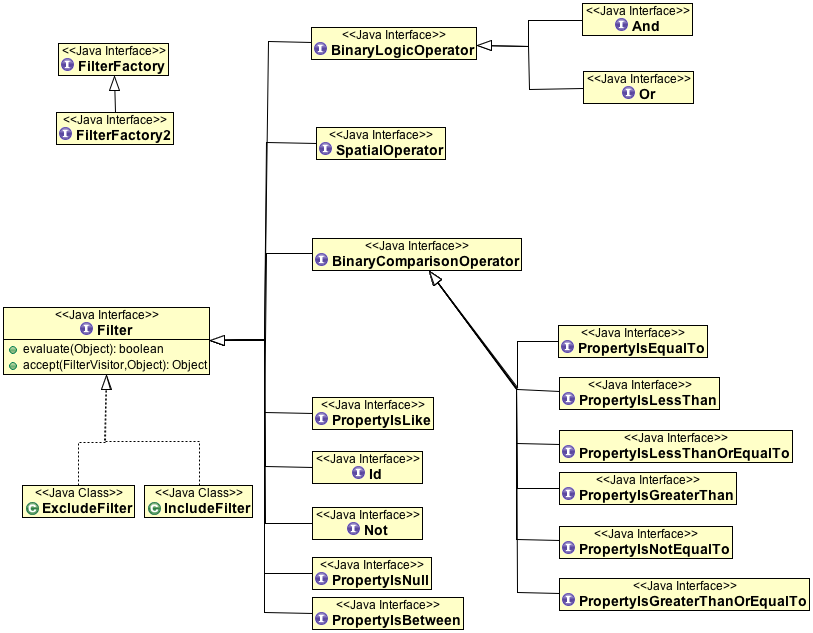 <<Java Interface>>
FilterFactory
<<Java Interface>>
FilterFactory2
<<Java Interface>>
BinaryLogicOperator
<<Java Interface>>
And
<<Java Interface>>
Or
<<Java Interface>>
SpatialOperator
<<Java Interface>>
BinaryComparisonOperator
<<Java Interface>>
Filter
evaluate(Object): boolean
accept(FilterVisitor,Object): Object
<<Java Class>>
ExcludeFilter
<<Java Class>>
IncludeFilter
<<Java Interface>>
PropertyIsLike
<<Java Interface>>
Id
<<Java Interface>>
Not
<<Java Interface>>
PropertyIsNull
<<Java Interface>>
PropertyIsBetween
<<Java Interface>>
PropertyIsEqualTo
<<Java Interface>>
PropertyIsLessThan
<<Java Interface>>
PropertyIsLessThanOrEqualTo
<<Java Interface>>
PropertyIsGreaterThan
<<Java Interface>>
PropertyIsNotEqualTo
<<Java Interface>>
PropertyIsGreaterThanOrEqualTo